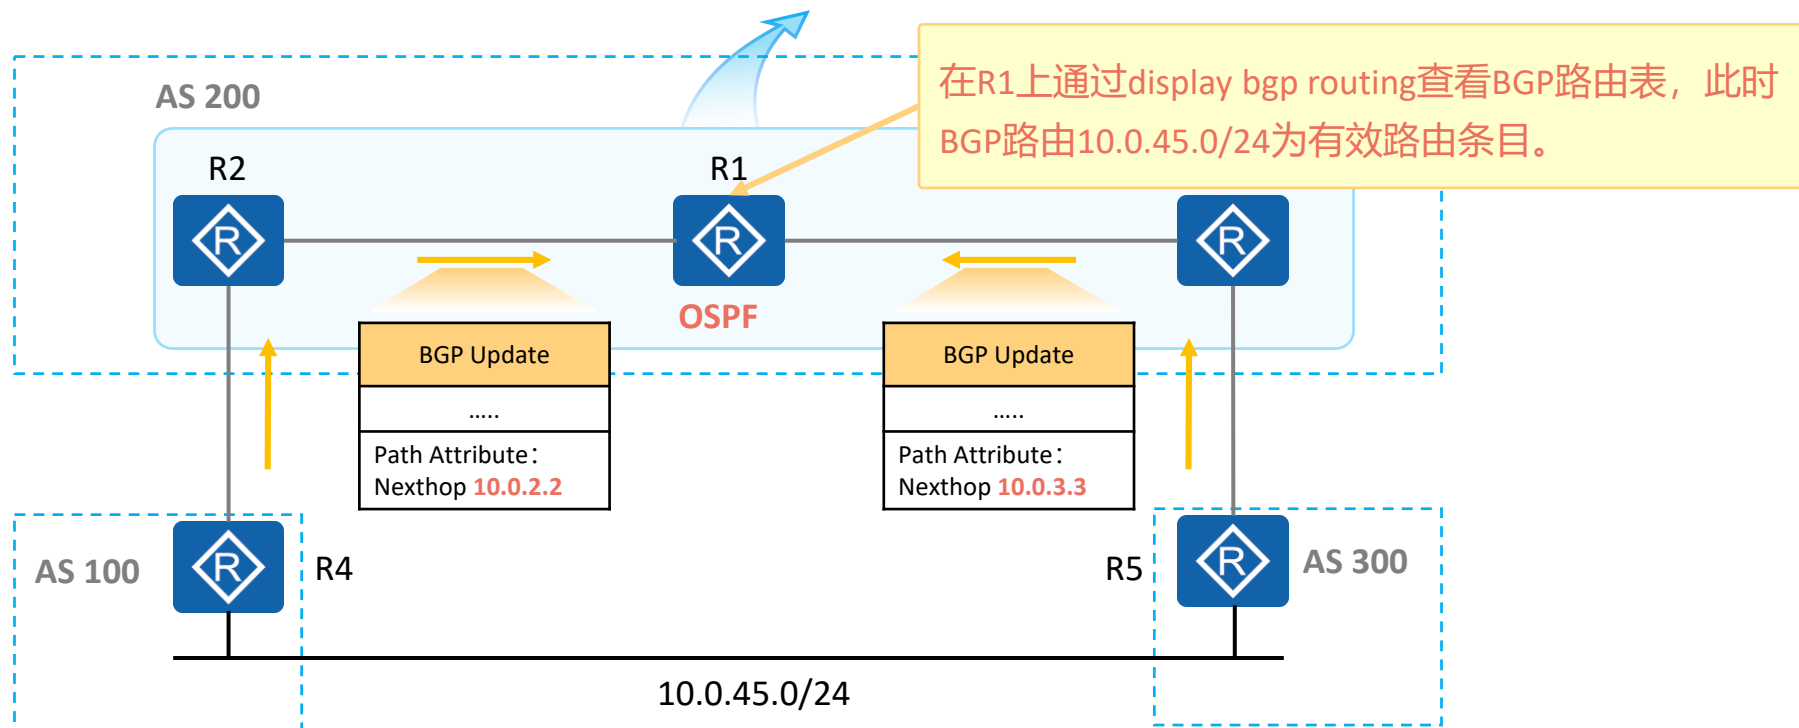 在R1上通过display bgp routing查看BGP路由表，此时
BGP路由10.0.45.0/24为有效路由条目。
AS 200
R2
R1
R
R
R
OSPF
BGP Update
…..
Path Attribute：
Nexthop 10.0.2.2
BGP Update
…..
Path Attribute：
Nexthop 10.0.3.3
AS 100
R
R4
R5
R
AS 300
10.0.45.0/24